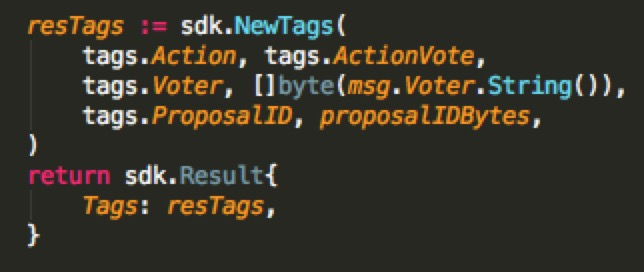 resTags := sdk.NewTags(
    tags.Action, tags.ActionVote,
    tags.Voter, []byte(msg.Voter.String()),
    tags.ProposalID, proposalIDBytes,
)
return sdk.Result{
    Tags: resTags,
}